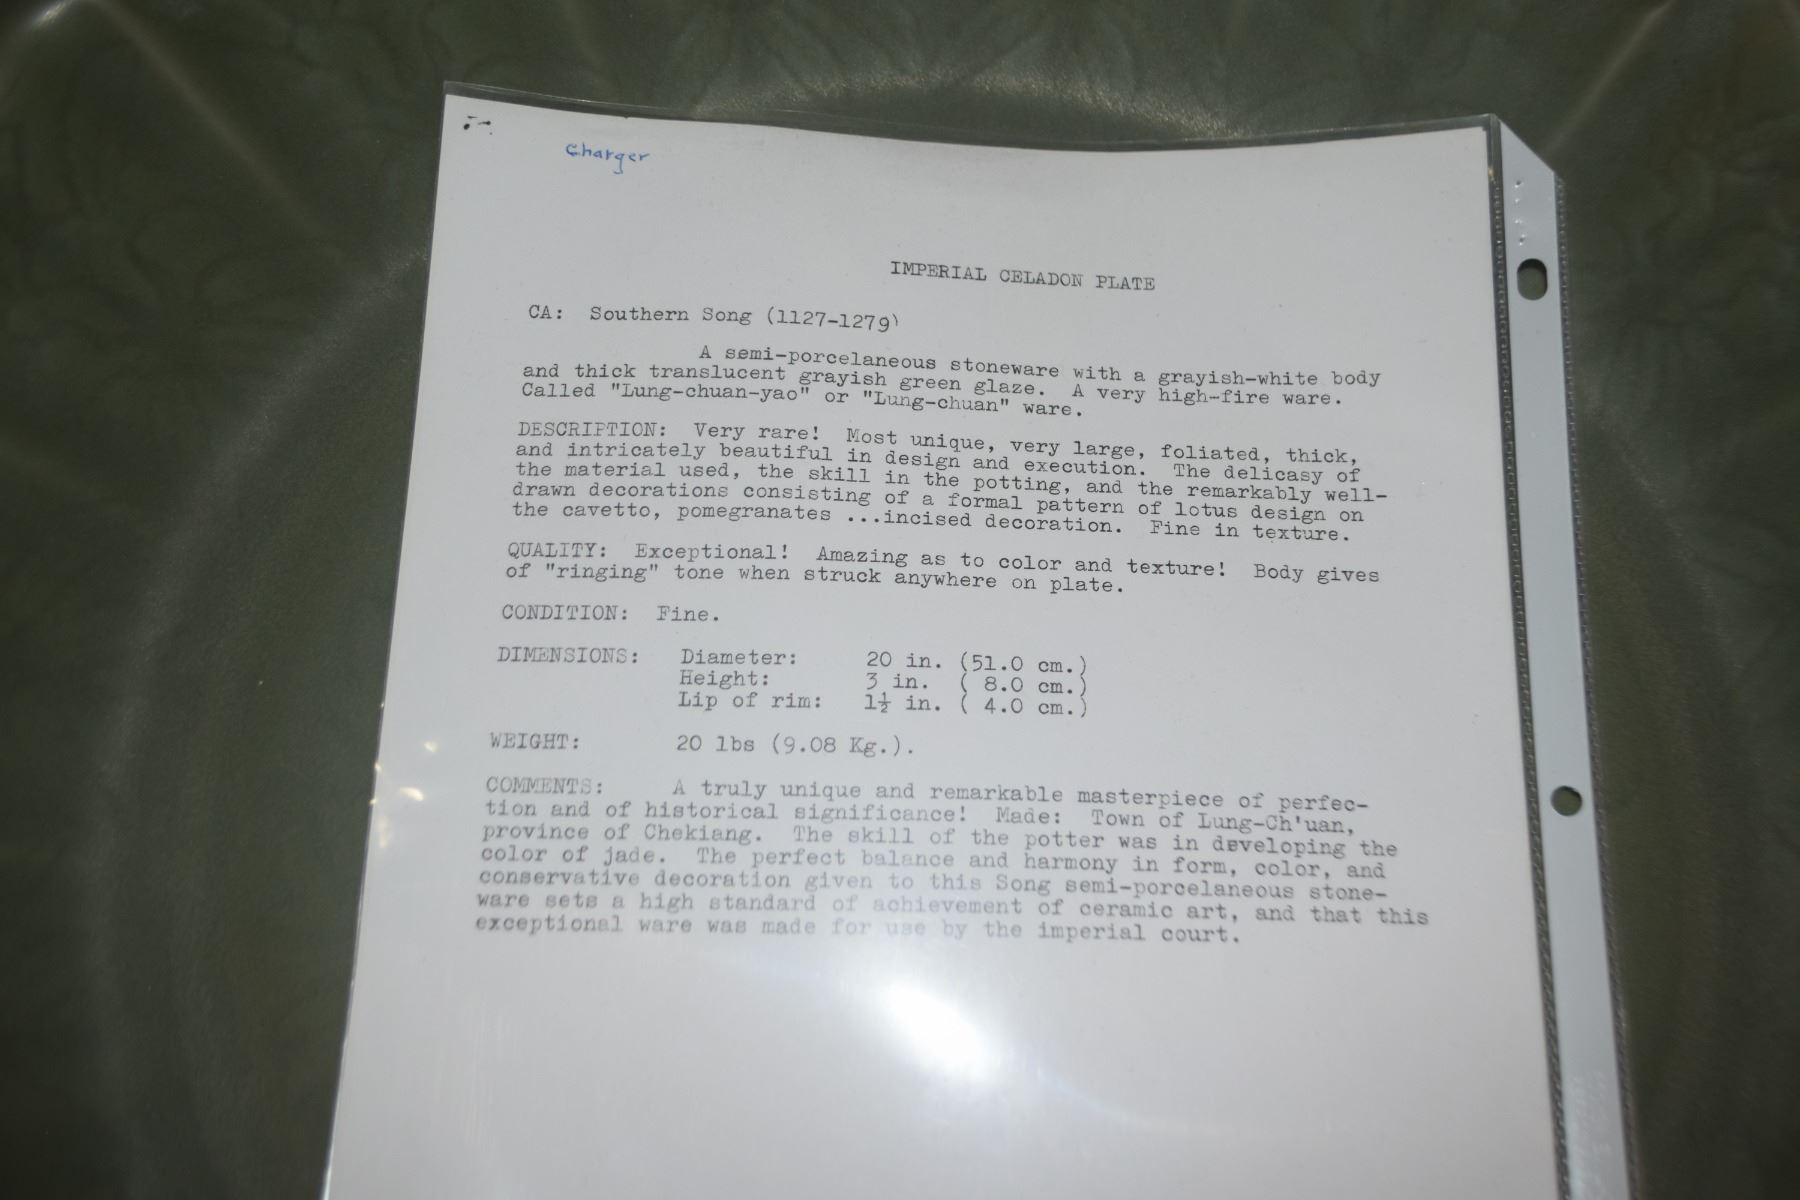 Charger
IMPERIAL CELADON PLATE
CA: Southern Song (1127-1279)
A semi-porcelaneous stoneware with a grayish-white body
and thick translucent grayish green glaze. A very high-fire ware.
Called "Lung-chuan-yao" or "Lung-chuan" ware.
DESCRIPTION: Very rare! Most unique, very large, foliated, thick,
and intricately beautiful in design and execution. The delicasy of
the material used, the skill in the potting, and the remarkably well-
drawn decorations consisting of a formal pattern of lotus design on
the cavetto, pomegranates ...incised decoration. Fine in texture.
QUALITY: Exceptional! Amazing as to color and texture! Body gives
of "ringing" tone when struck anywhere on plate.
CONDITION: Fine.
DIMENSIONS: Diameter: 20 in. (51.0 cm.)
Height: 3 in. ( 8.0 cm.)
Lip of rim: 1½ in. ( 4.0 cm.)
WEIGHT: 20 lbs (9.08 Kg.).
COMMENTS: A truly unique and remarkable masterpiece of perfec-
tion and of historical significance! Made: Town of Lung-Ch'uan,
province of Chekiang. The skill of the potter was in developing the
color of jade. The perfect balance and harmony in form, color, and
conservative decoration given to this Song semi-porcelaneous stone-
ware sets a high standard of achievement of ceramic art, and that this
exceptional ware was made for use by the imperial court.